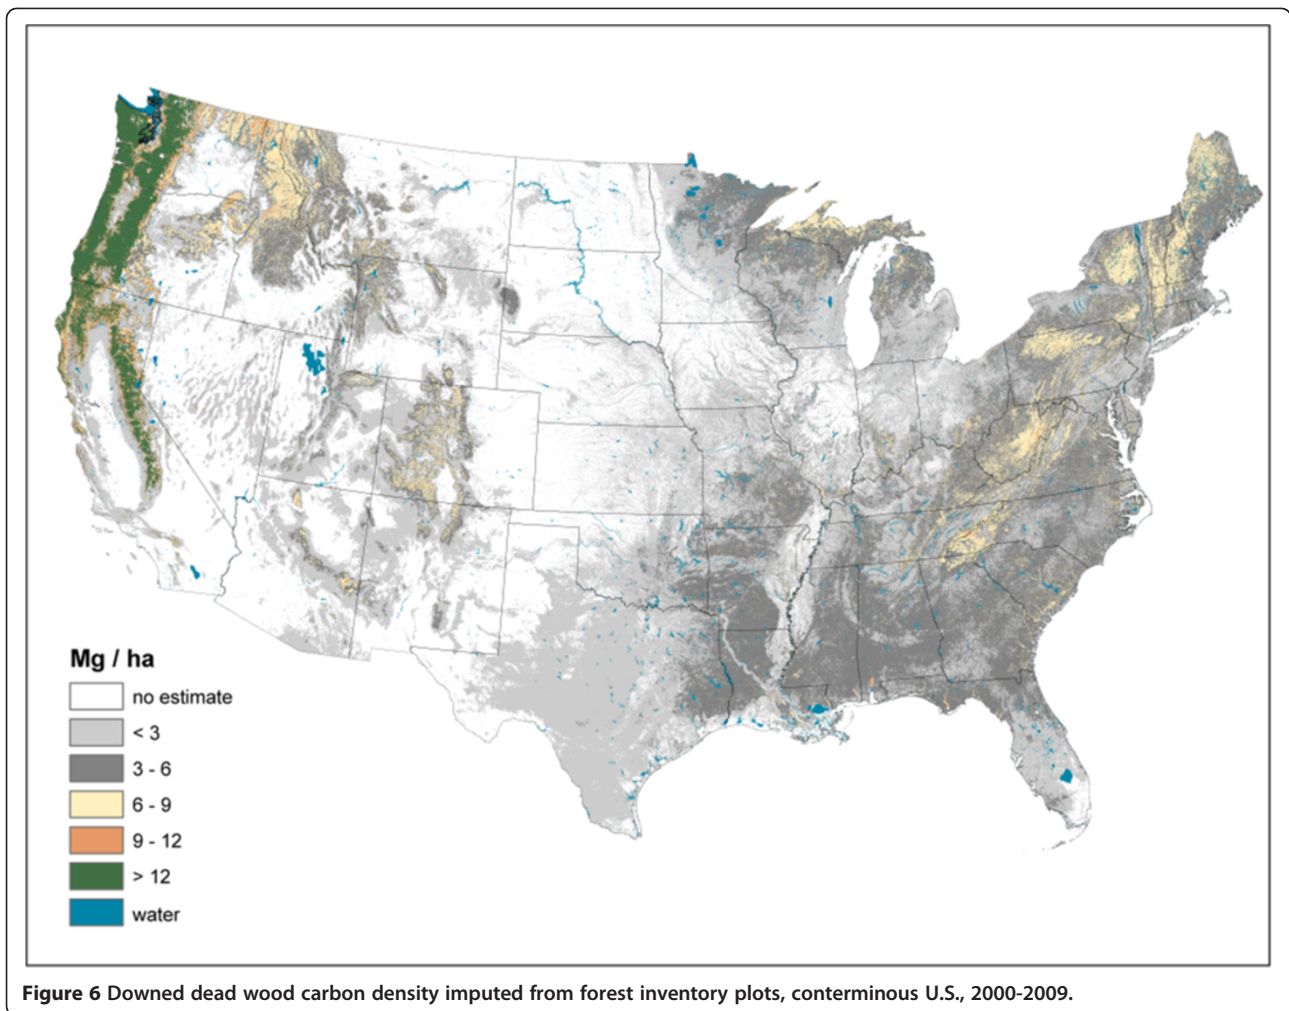 Mg / ha
no estimate
< 3
3 - 6
6 - 9
9 - 12
> 12
water
Figure 6 Downed dead wood carbon density imputed from forest inventory plots, conterminous U.S., 2000-2009.